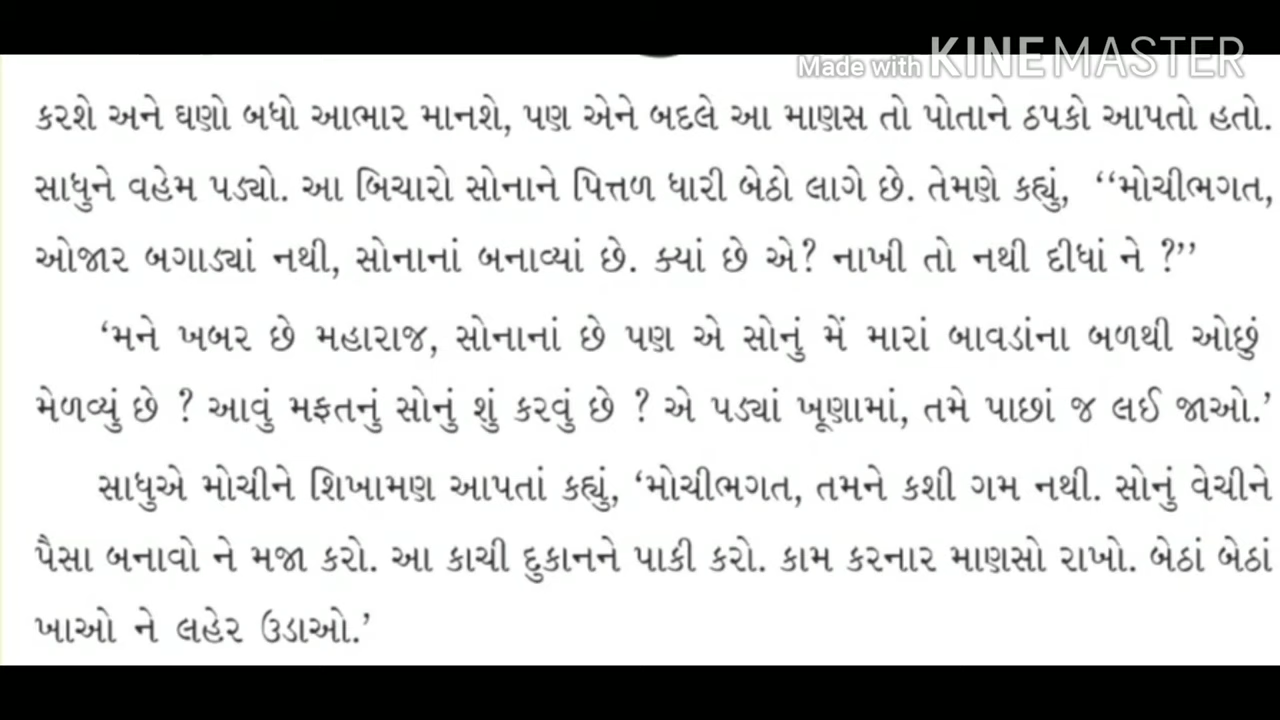 Made with KINEMASTER
કરશે અને ઘણો બધો આભાર માનશે, પણ એને બદલે આ માણસ તો પોતાને ઠપકો આપતો હતો.
સાધુને વહેમ પડ્યો. આ બિચારો સોનાને પિત્તળ ધારી બેઠો લાગે છે. તેમણે કહ્યું, “મોચીભગત,
ઓજાર બગાડ્યાં નથી, સોનાનાં બનાવ્યાં છે. ક્યાં છે એ? નાખી તો નથી દીધાં ને ?”
‘મને ખબર છે મહારાજ, સોનાનાં છે પણ એ સોનું મેં મારાં બાવડાંના બળથી ઓછું
મેળવ્યું છે ? આવું મફતનું સોનું શું કરવું છે ? એ પડ્યાં ખૂણામાં, તમે પાછાં જ લઈ જાઓ.’
સાધુએ મોચીને શિખામણ આપતાં કહ્યું, ‘મોચીભગત, તમને કશી ગમ નથી. સોનું વેચીને
પૈસા બનાવો ને મજા કરો. આ કાચી દુકાનને પાકી કરો. કામ કરનાર માણસો રાખો. બેઠાં બેઠાં
ખાઓ ને લહેર ઉડાઓ.’